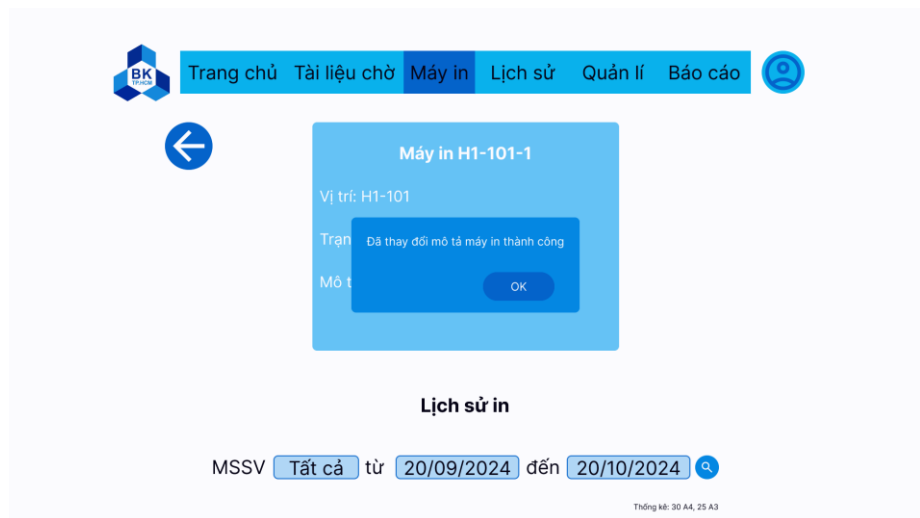 BK
TP.HCM
Trang chủ Tài liệu chờ Máy in Lịch sử Quản lí Báo cáo
Máy in H1-101-1
Vị trí: H1-101
Trạn
Đã thay đổi mô tả máy in thành công
Mô t
OK
Lịch sử in
MSSV Tất cả từ 20/09/2024 đến 20/10/2024
Thống kê: 30 A4, 25 A3